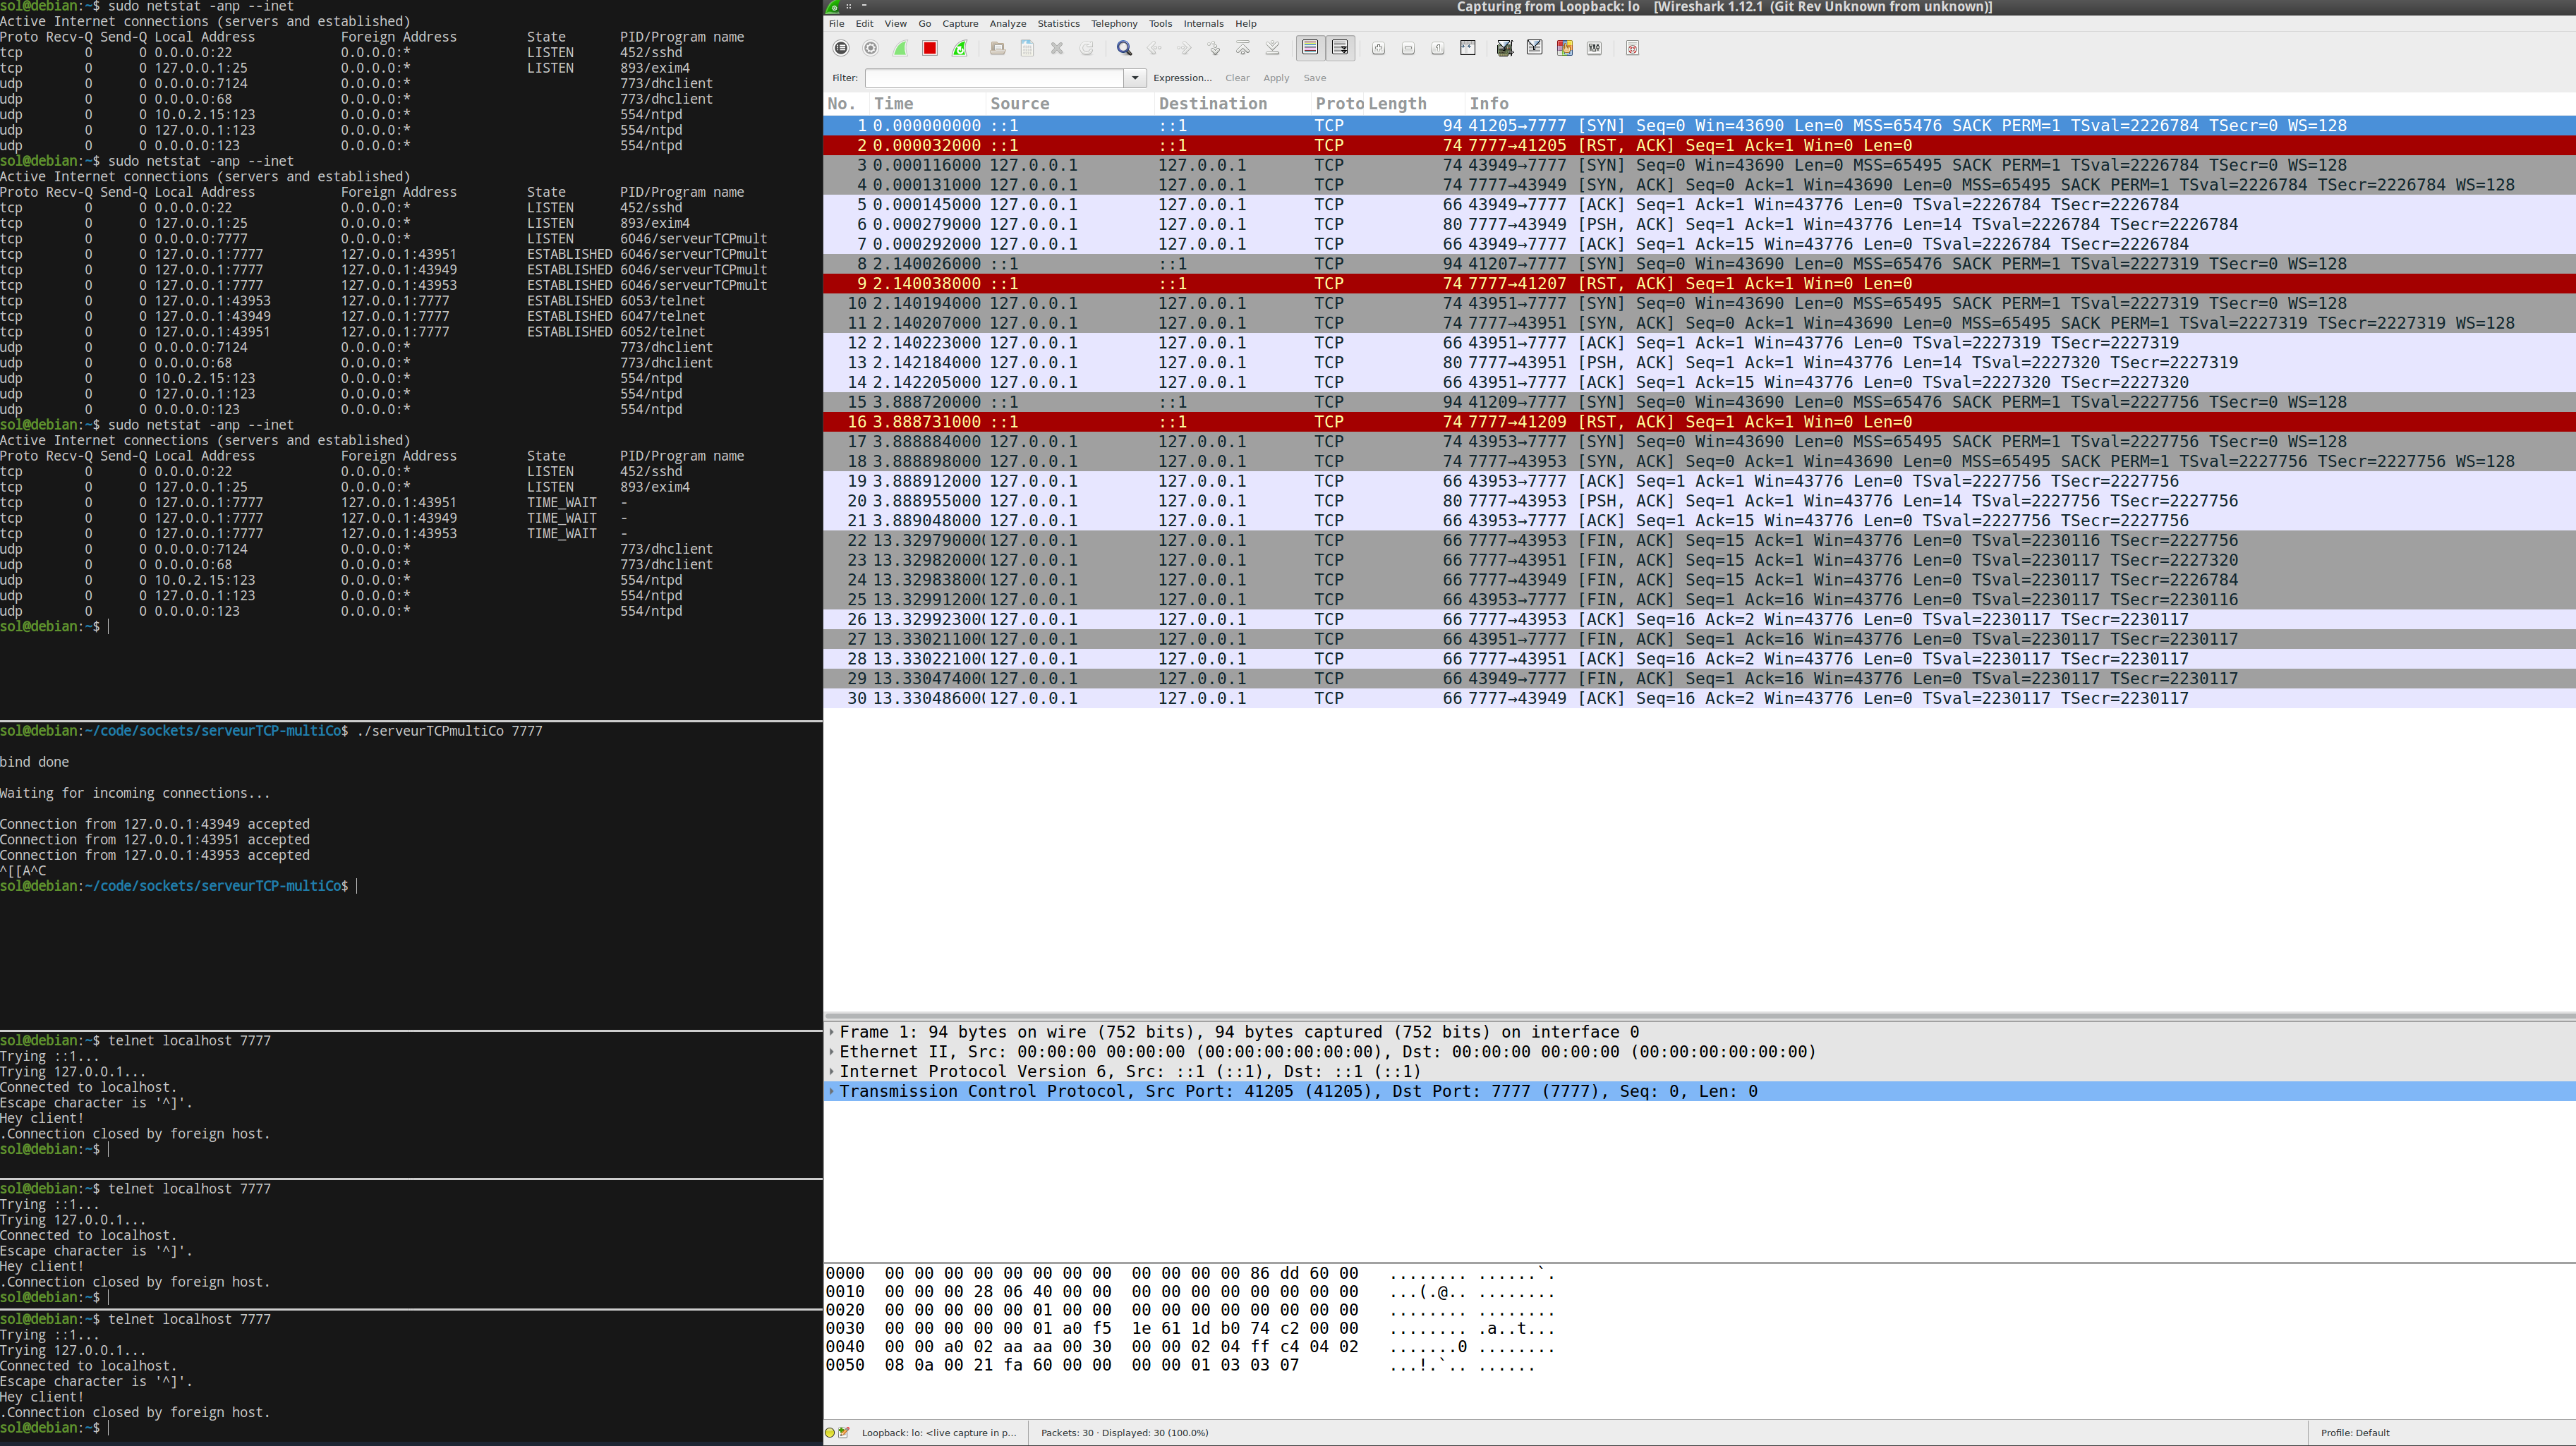 sol@debian:~$ sudo netstat -anp --inet
Active Internet connections (servers and established)
Proto Recv-Q Send-Q Local Address           Foreign Address         State       PID/Program name
tcp        0      0 0.0.0.0:22              0.0.0.0:*               LISTEN      452/sshd
tcp        0      0 127.0.0.1:25            0.0.0.0:*               LISTEN      893/exim4
udp        0      0 0.0.0.0:7124            0.0.0.0:*                           773/dhclient
udp        0      0 0.0.0.0:68              0.0.0.0:*                           773/dhclient
udp        0      0 10.0.2.15:123           0.0.0.0:*                           554/ntpd
udp        0      0 127.0.0.1:123           0.0.0.0:*                           554/ntpd
udp        0      0 0.0.0.0:123             0.0.0.0:*                           554/ntpd
sol@debian:~$ sudo netstat -anp --inet
Active Internet connections (servers and established)
Proto Recv-Q Send-Q Local Address           Foreign Address         State       PID/Program name
tcp        0      0 0.0.0.0:22              0.0.0.0:*               LISTEN      452/sshd
tcp        0      0 127.0.0.1:25            0.0.0.0:*               LISTEN      893/exim4
tcp        0      0 0.0.0.0:7777            0.0.0.0:*               LISTEN      6046/serveurTCPmult
tcp        0      0 127.0.0.1:7777          127.0.0.1:43951         ESTABLISHED 6046/serveurTCPmult
tcp        0      0 127.0.0.1:7777          127.0.0.1:43949         ESTABLISHED 6046/serveurTCPmult
tcp        0      0 127.0.0.1:7777          127.0.0.1:43953         ESTABLISHED 6046/serveurTCPmult
tcp        0      0 127.0.0.1:43953         127.0.0.1:7777          ESTABLISHED 6053/telnet
tcp        0      0 127.0.0.1:43949         127.0.0.1:7777          ESTABLISHED 6047/telnet
tcp        0      0 127.0.0.1:43951         127.0.0.1:7777          ESTABLISHED 6052/telnet
udp        0      0 0.0.0.0:7124            0.0.0.0:*                           773/dhclient
udp        0      0 0.0.0.0:68              0.0.0.0:*                           773/dhclient
udp        0      0 10.0.2.15:123           0.0.0.0:*                           554/ntpd
udp        0      0 127.0.0.1:123           0.0.0.0:*                           554/ntpd
udp        0      0 0.0.0.0:123             0.0.0.0:*                           554/ntpd
sol@debian:~$ sudo netstat -anp --inet
Active Internet connections (servers and established)
Proto Recv-Q Send-Q Local Address           Foreign Address         State       PID/Program name
tcp        0      0 0.0.0.0:22              0.0.0.0:*               LISTEN      452/sshd
tcp        0      0 127.0.0.1:25            0.0.0.0:*               LISTEN      893/exim4
tcp        0      0 127.0.0.1:7777          127.0.0.1:43951         TIME_WAIT   -
tcp        0      0 127.0.0.1:7777          127.0.0.1:43949         TIME_WAIT   -
tcp        0      0 127.0.0.1:7777          127.0.0.1:43953         TIME_WAIT   -
udp        0      0 0.0.0.0:7124            0.0.0.0:*                           773/dhclient
udp        0      0 0.0.0.0:68              0.0.0.0:*                           773/dhclient
udp        0      0 10.0.2.15:123           0.0.0.0:*                           554/ntpd
udp        0      0 127.0.0.1:123           0.0.0.0:*                           554/ntpd
udp        0      0 0.0.0.0:123             0.0.0.0:*                           554/ntpd
sol@debian:~$
sol@debian:~/code/sockets/serveurTCP-multiCo$ ./serveurTCPmultiCo 7777
bind done
Waiting for incoming connections...
Connection from 127.0.0.1:43949 accepted
Connection from 127.0.0.1:43951 accepted
Connection from 127.0.0.1:43953 accepted
^[[A^C
sol@debian:~/code/sockets/serveurTCP-multiCo$
sol@debian:~$ telnet localhost 7777
Trying ::1...
Trying 127.0.0.1...
Connected to localhost.
Escape character is '^]'.
Hey client!
.Connection closed by foreign host.
sol@debian:~$
sol@debian:~$ telnet localhost 7777
Trying ::1...
Trying 127.0.0.1...
Connected to localhost.
Escape character is '^]'.
Hey client!
.Connection closed by foreign host.
sol@debian:~$
sol@debian:~$ telnet localhost 7777
Trying ::1...
Trying 127.0.0.1...
Connected to localhost.
Escape character is '^]'.
Hey client!
.Connection closed by foreign host.
sol@debian:~$
Capturing from Loopback: lo [Wireshark 1.12.1 (Git Rev Unknown from unknown)]
File Edit View Go Capture Analyze Statistics Telephony Tools Internals Help
Filter: Expression... Clear Apply Save
No. Time Source Destination Proto Length Info
1 0.000000000 ::1 ::1 TCP 94 41205→7777 [SYN] Seq=0 Win=43690 Len=0 MSS=65476 SACK PERM=1 TSval=2226784 TSecr=0 WS=128
2 0.000032000 ::1 ::1 TCP 74 7777→41205 [RST, ACK] Seq=1 Ack=1 Win=0 Len=0
3 0.000116000 127.0.0.1 127.0.0.1 TCP 74 43949→7777 [SYN] Seq=0 Win=43690 Len=0 MSS=65495 SACK PERM=1 TSval=2226784 TSecr=0 WS=128
4 0.000131000 127.0.0.1 127.0.0.1 TCP 74 7777→43949 [SYN, ACK] Seq=0 Ack=1 Win=43690 Len=0 MSS=65495 SACK PERM=1 TSval=2226784 TSecr=2226784 WS=128
5 0.000145000 127.0.0.1 127.0.0.1 TCP 66 43949→7777 [ACK] Seq=1 Ack=1 Win=43776 Len=0 TSval=2226784 TSecr=2226784
6 0.000279000 127.0.0.1 127.0.0.1 TCP 80 7777→43949 [PSH, ACK] Seq=1 Ack=1 Win=43776 Len=14 TSval=2226784 TSecr=2226784
7 0.000292000 127.0.0.1 127.0.0.1 TCP 66 43949→7777 [ACK] Seq=1 Ack=15 Win=43776 Len=0 TSval=2226784 TSecr=2226784
8 2.140026000 ::1 ::1 TCP 94 41207→7777 [SYN] Seq=0 Win=43690 Len=0 MSS=65476 SACK PERM=1 TSval=2227319 TSecr=0 WS=128
9 2.140038000 ::1 ::1 TCP 74 7777→41207 [RST, ACK] Seq=1 Ack=1 Win=0 Len=0
10 2.140194000 127.0.0.1 127.0.0.1 TCP 74 43951→7777 [SYN] Seq=0 Win=43690 Len=0 MSS=65495 SACK PERM=1 TSval=2227319 TSecr=0 WS=128
11 2.140207000 127.0.0.1 127.0.0.1 TCP 74 7777→43951 [SYN, ACK] Seq=0 Ack=1 Win=43690 Len=0 MSS=65495 SACK PERM=1 TSval=2227319 TSecr=2227319 WS=128
12 2.140223000 127.0.0.1 127.0.0.1 TCP 66 43951→7777 [ACK] Seq=1 Ack=1 Win=43776 Len=0 TSval=2227319 TSecr=2227319
13 2.142184000 127.0.0.1 127.0.0.1 TCP 80 7777→43951 [PSH, ACK] Seq=1 Ack=1 Win=43776 Len=14 TSval=2227320 TSecr=2227319
14 2.142205000 127.0.0.1 127.0.0.1 TCP 66 43951→7777 [ACK] Seq=1 Ack=15 Win=43776 Len=0 TSval=2227320 TSecr=2227320
15 3.888720000 ::1 ::1 TCP 94 41209→7777 [SYN] Seq=0 Win=43690 Len=0 MSS=65476 SACK PERM=1 TSval=2227756 TSecr=0 WS=128
16 3.888731000 ::1 ::1 TCP 74 7777→41209 [RST, ACK] Seq=1 Ack=1 Win=0 Len=0
17 3.888884000 127.0.0.1 127.0.0.1 TCP 74 43953→7777 [SYN] Seq=0 Win=43690 Len=0 MSS=65495 SACK PERM=1 TSval=2227756 TSecr=0 WS=128
18 3.888898000 127.0.0.1 127.0.0.1 TCP 74 7777→43953 [SYN, ACK] Seq=0 Ack=1 Win=43690 Len=0 MSS=65495 SACK PERM=1 TSval=2227756 TSecr=2227756 WS=128
19 3.888912000 127.0.0.1 127.0.0.1 TCP 66 43953→7777 [ACK] Seq=1 Ack=1 Win=43776 Len=0 TSval=2227756 TSecr=2227756
20 3.888955000 127.0.0.1 127.0.0.1 TCP 80 7777→43953 [PSH, ACK] Seq=1 Ack=1 Win=43776 Len=14 TSval=2227756 TSecr=2227756
21 3.889048000 127.0.0.1 127.0.0.1 TCP 66 43953→7777 [ACK] Seq=1 Ack=15 Win=43776 Len=0 TSval=2227756 TSecr=2227756
22 13.329790000 127.0.0.1 127.0.0.1 TCP 66 7777→43953 [FIN, ACK] Seq=15 Ack=1 Win=43776 Len=0 TSval=2230116 TSecr=2227756
23 13.329820000 127.0.0.1 127.0.0.1 TCP 66 7777→43951 [FIN, ACK] Seq=15 Ack=1 Win=43776 Len=0 TSval=2230117 TSecr=2227320
24 13.329838000 127.0.0.1 127.0.0.1 TCP 66 7777→43949 [FIN, ACK] Seq=15 Ack=1 Win=43776 Len=0 TSval=2230117 TSecr=2226784
25 13.329912000 127.0.0.1 127.0.0.1 TCP 66 43953→7777 [FIN, ACK] Seq=1 Ack=16 Win=43776 Len=0 TSval=2230117 TSecr=2230116
26 13.329923000 127.0.0.1 127.0.0.1 TCP 66 7777→43953 [ACK] Seq=16 Ack=2 Win=43776 Len=0 TSval=2230117 TSecr=2230117
27 13.330211000 127.0.0.1 127.0.0.1 TCP 66 43951→7777 [FIN, ACK] Seq=1 Ack=16 Win=43776 Len=0 TSval=2230117 TSecr=2230117
28 13.330221000 127.0.0.1 127.0.0.1 TCP 66 7777→43951 [ACK] Seq=16 Ack=2 Win=43776 Len=0 TSval=2230117 TSecr=2230117
29 13.330474000 127.0.0.1 127.0.0.1 TCP 66 43949→7777 [FIN, ACK] Seq=1 Ack=16 Win=43776 Len=0 TSval=2230117 TSecr=2230117
30 13.330486000 127.0.0.1 127.0.0.1 TCP 66 7777→43949 [ACK] Seq=16 Ack=2 Win=43776 Len=0 TSval=2230117 TSecr=2230117
Frame 1: 94 bytes on wire (752 bits), 94 bytes captured (752 bits) on interface 0
Ethernet II, Src: 00:00:00 00:00:00 (00:00:00:00:00:00), Dst: 00:00:00 00:00:00 (00:00:00:00:00:00)
Internet Protocol Version 6, Src: ::1 (::1), Dst: ::1 (::1)
Transmission Control Protocol, Src Port: 41205 (41205), Dst Port: 7777 (7777), Seq: 0, Len: 0
0000  00 00 00 00 00 00 00 00  00 00 00 00 86 dd 60 00   ........ ......`.
0010  00 00 00 28 06 40 00 00  00 00 00 00 00 00 00 00   ...(.@.. ........
0020  00 00 00 00 00 01 00 00  00 00 00 00 00 00 00 00   ........ ........
0030  00 00 00 00 00 01 a0 f5  1e 61 1d b0 74 c2 00 00   ........ .a..t...
0040  00 00 a0 02 aa aa 00 30  00 00 02 04 ff c4 04 02   .......0 ........
0050  08 0a 00 21 fa 60 00 00  00 00 01 03 03 07         ...!.`.. ......
Loopback: lo: <live capture in p... Packets: 30 · Displayed: 30 (100.0%) Profile: Default